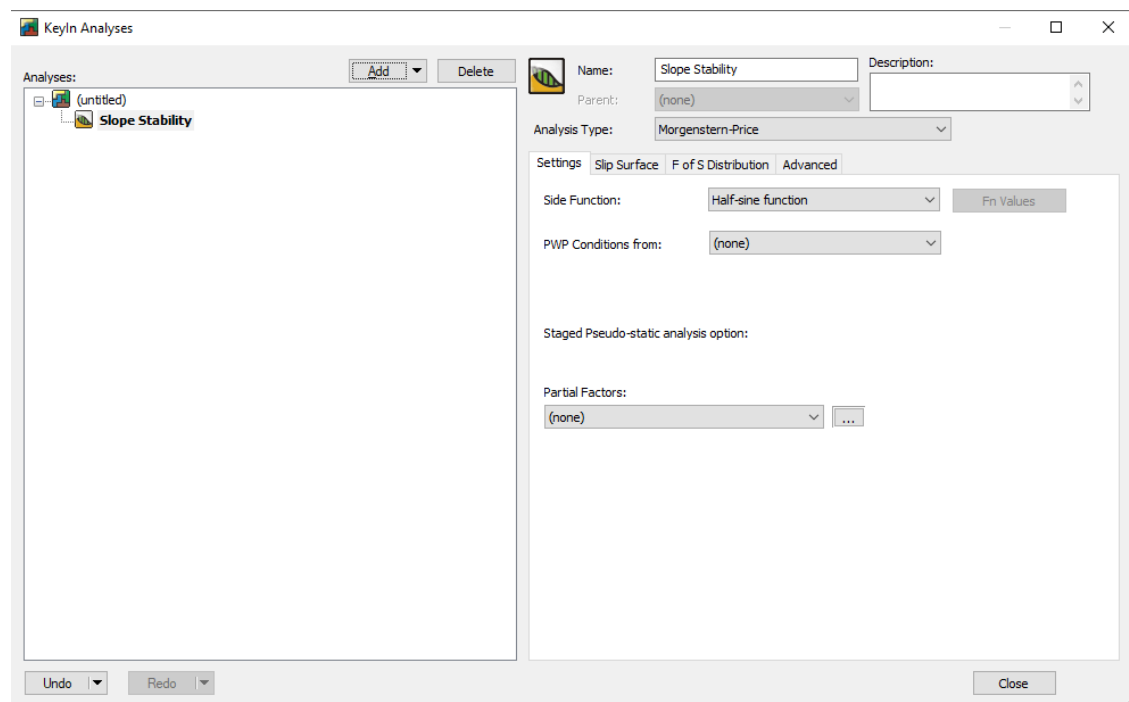 KeyIn Analyses
Analyses:
Add
Delete
(untitled)
Slope Stability
Name:
Slope Stability
Description:
Parent:
(none)
Analysis Type:
Morgenstern-Price
Settings
Slip Surface
F of S Distribution
Advanced
Side Function:
Half-sine function
Fn Values
PWP Conditions from:
(none)
Staged Pseudo-static analysis option:
Partial Factors:
(none)
...
Undo
Redo
Close